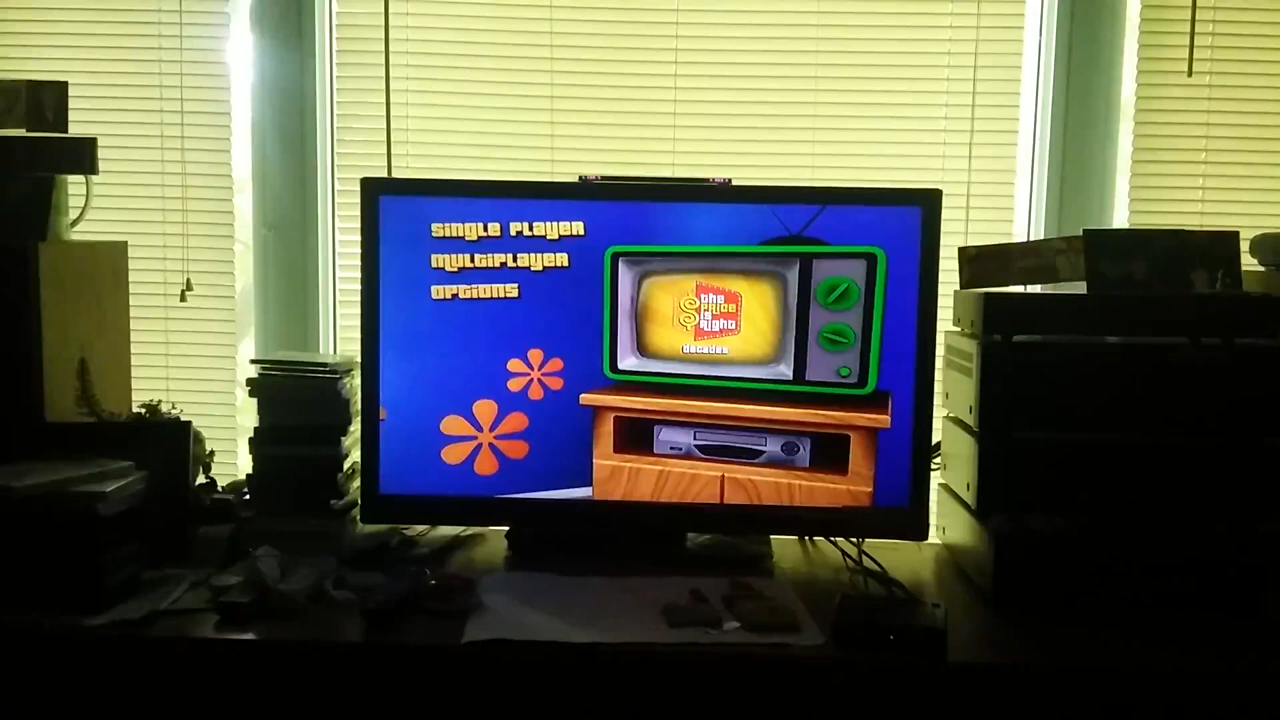 Single Player
Multiplayer
Options
the
PRICE
is
Right
decades